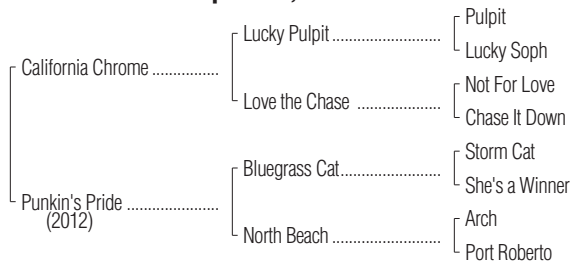 Pulpit
Lucky Pulpit
Lucky Soph
California Chrome
Not For Love
Love the Chase
Chase It Down
Storm Cat
Bluegrass Cat
She's a Winner
Punkin's Pride
(2012)
Arch
North Beach
Port Roberto